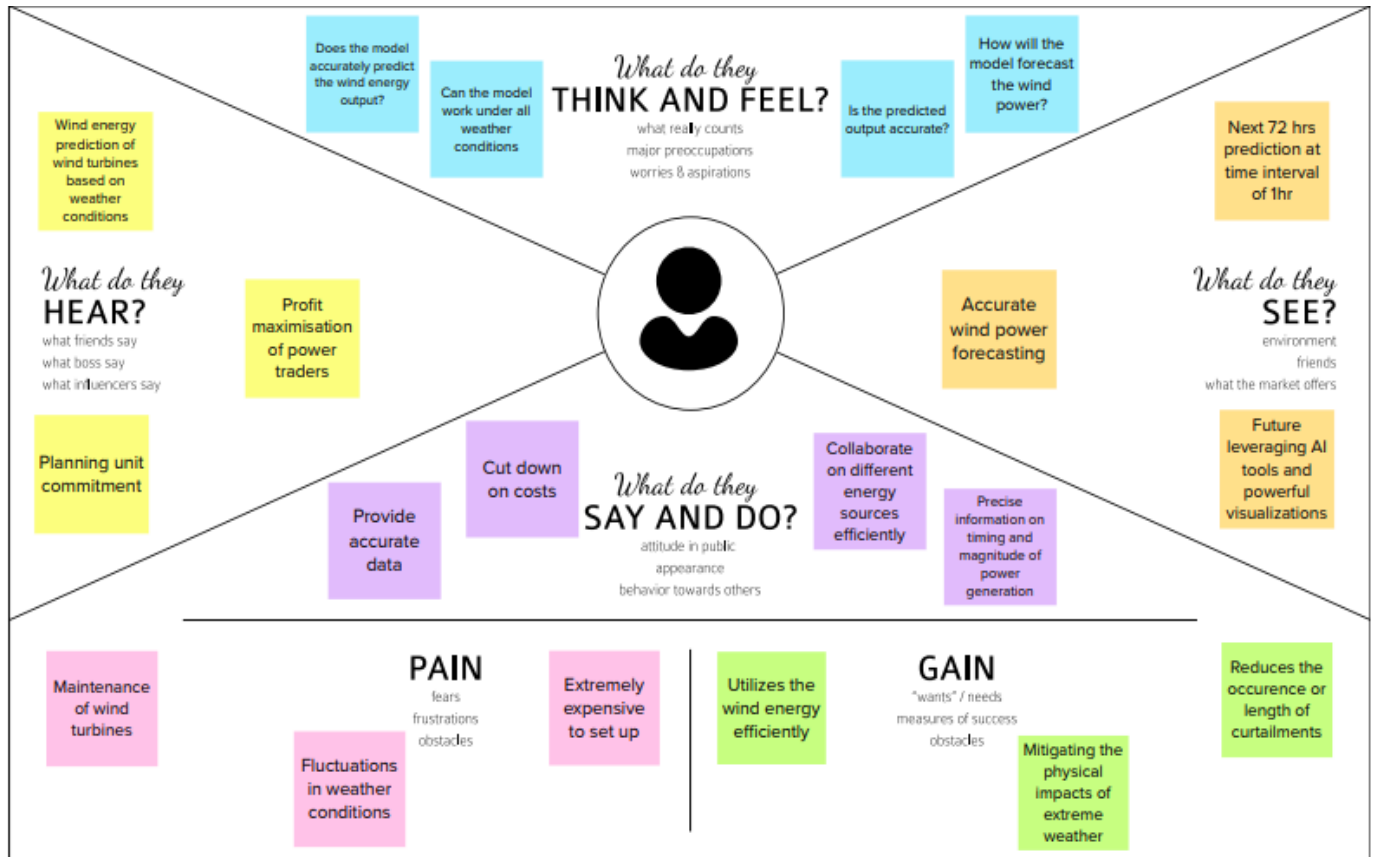 Does the model
accurately predict
the wind energy
output?
Can the model
work under all
weather
conditions
What do they
THINK AND FEEL?
what really counts
major preoccupations
worries & aspirations
Is the predicted
output accurate?
How will the
model forecast
the wind
power?
Wind energy
prediction of
wind turbines
based on
weather
conditions
What do they
HEAR?
what friends say
what boss say
what influencers say
Profit
maximisation
of power
traders
Planning unit
commitment
Next 72 hrs
prediction at
time interval
of 1hr
Accurate
wind power
forecasting
What do they
SEE?
environment
friends
what the market offers
Future
leveraging AI
tools and
powerful
visualizations
Provide
accurate
data
Cut down
on costs
What do they
SAY AND DO?
attitude in public
appearance
behavior towards others
Collaborate
on different
energy
sources
efficiently
Precise
information on
timing and
magnitude of
power
generation
Maintenance
of wind
turbines
Fluctuations
in weather
conditions
PAIN
fears
frustrations
obstacles
Extremely
expensive
to set up
Utilizes the
wind energy
efficiently
GAIN
"wants" / needs
measures of success
obstacles
Mitigating the
physical
impacts of
extreme
weather
Reduces the
occurence or
length of
curtailments